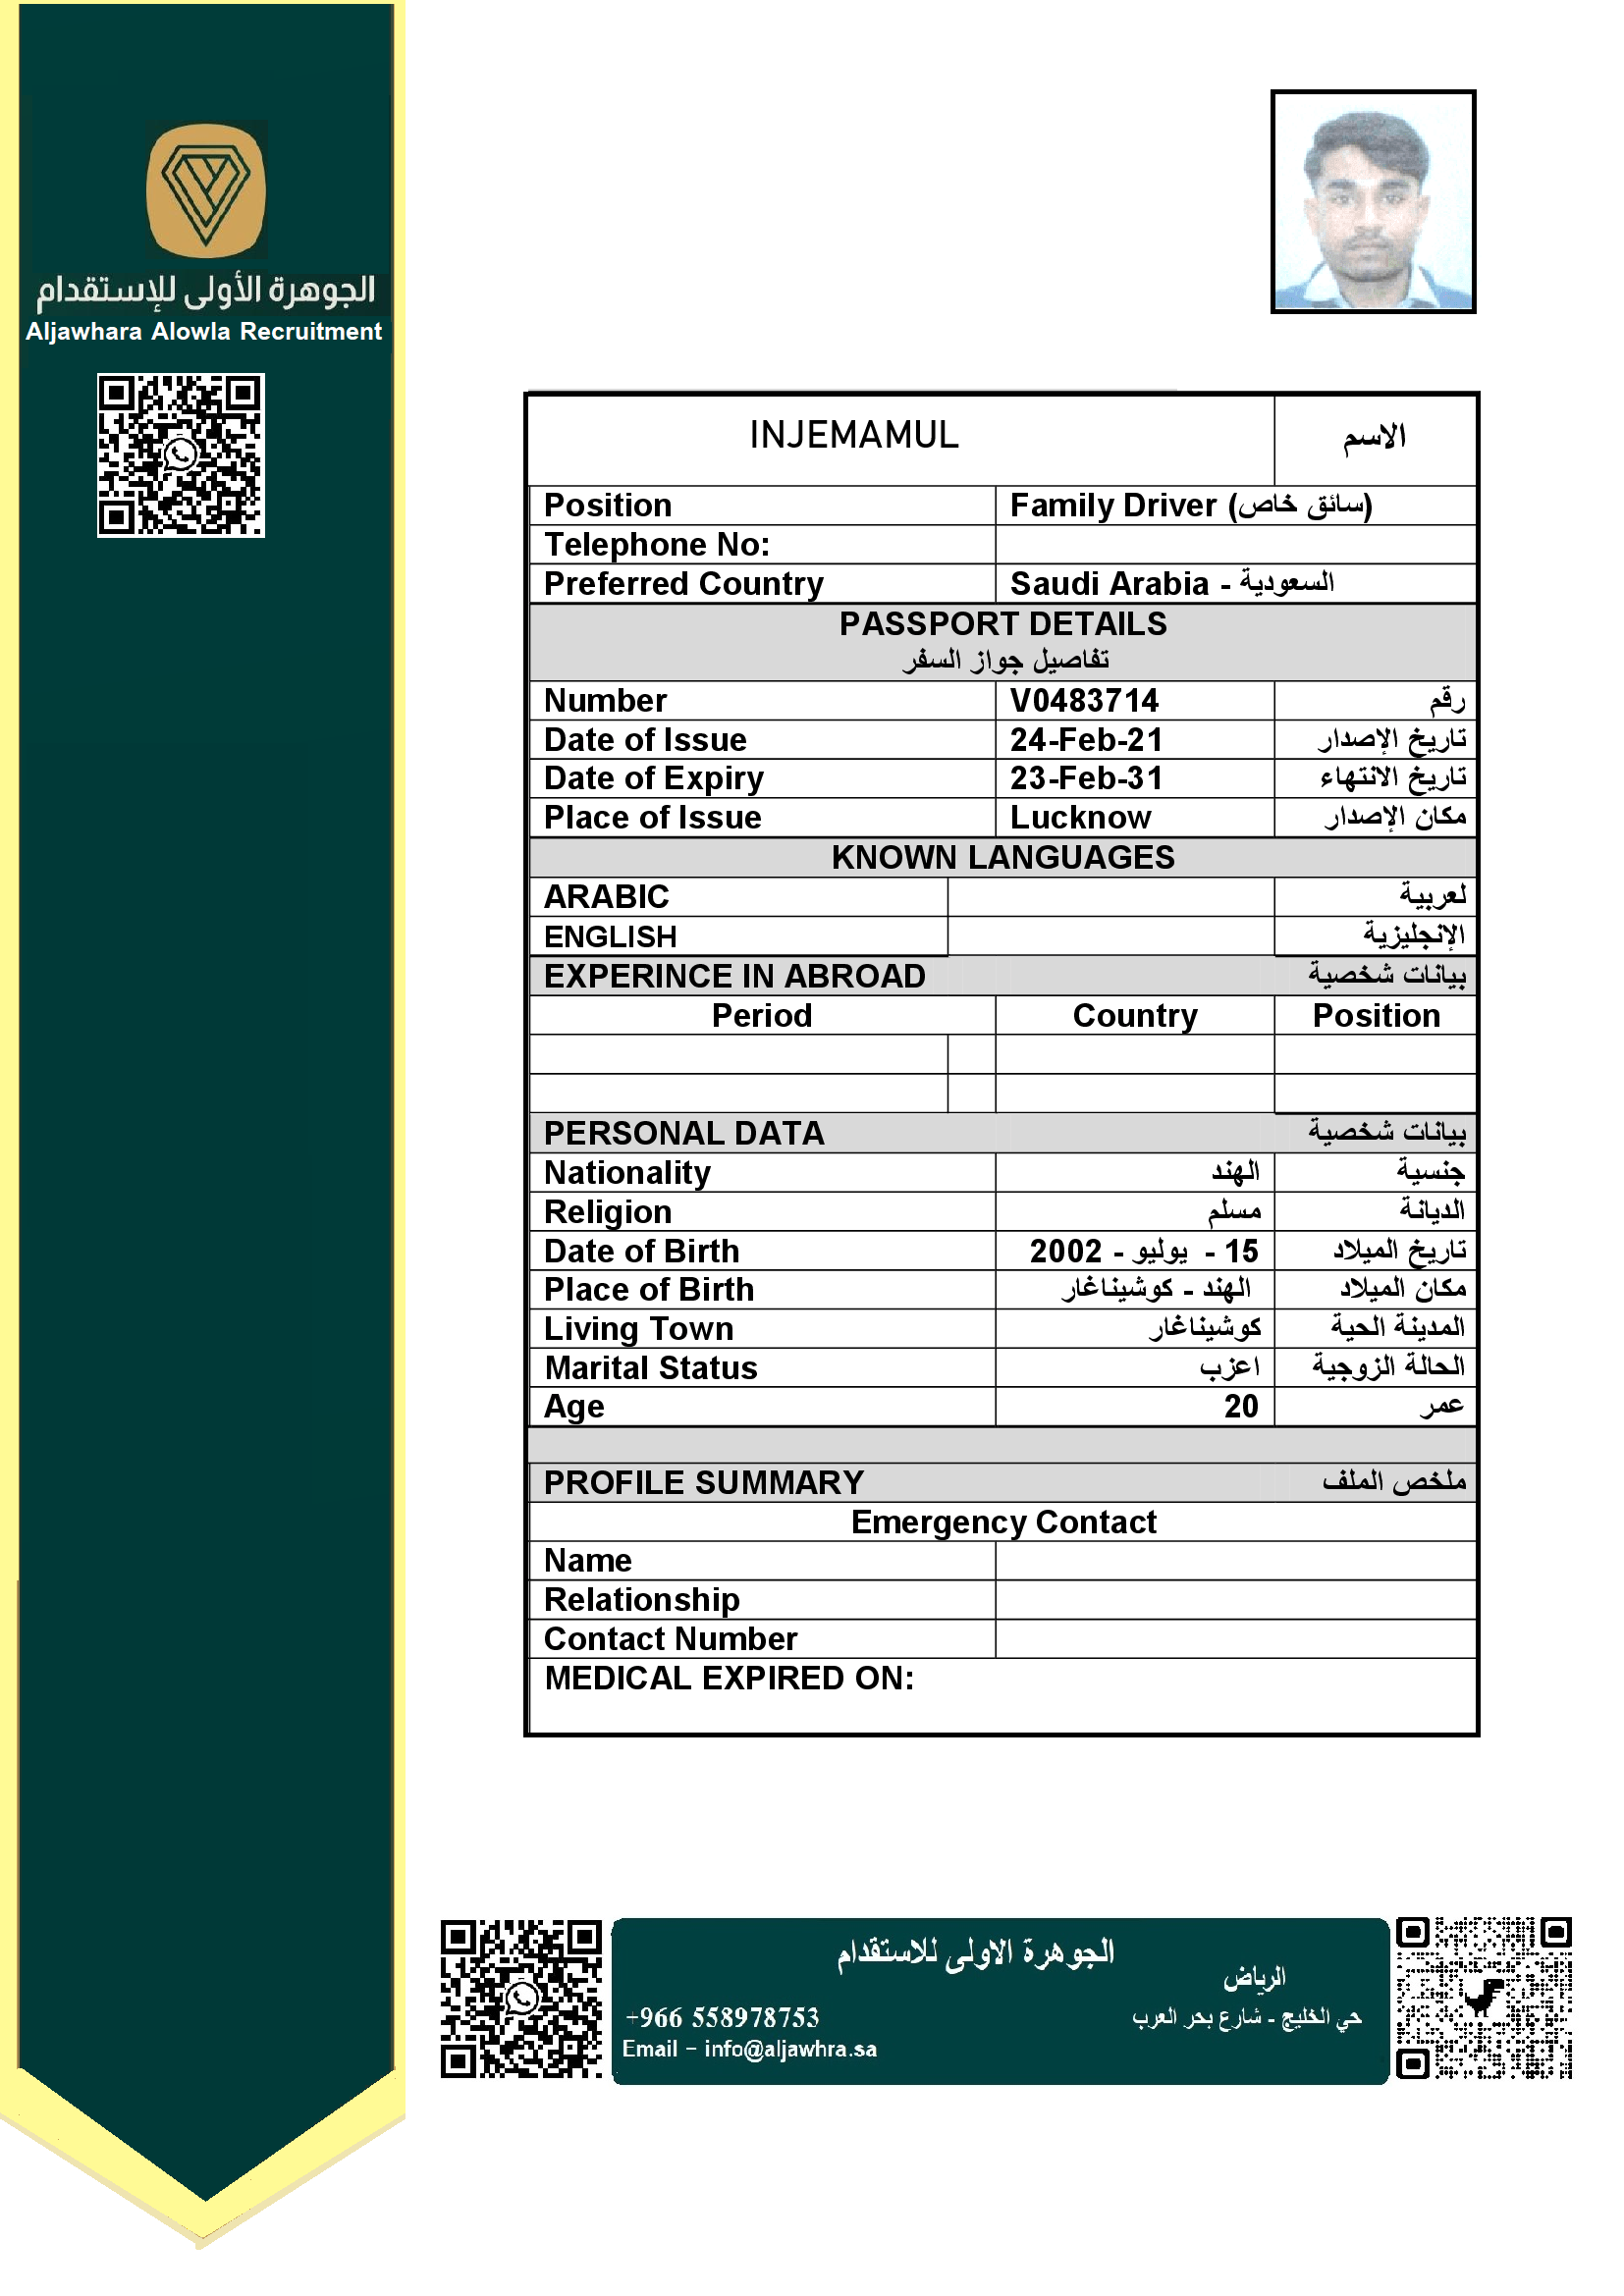 الجوهرة الأولى للإستقدام
Aljawhara Alowla Recruitment
INJEMAMUL الاسم
Position Family Driver (سائق خاص)
Telephone No:
Preferred Country Saudi Arabia - السعودية
PASSPORT DETAILS
تفاصيل جواز السفر
Number V0483714 رقم
Date of Issue 24-Feb-21 تاريخ الإصدار
Date of Expiry 23-Feb-31 تاريخ الانتهاء
Place of Issue Lucknow مكان الإصدار
KNOWN LANGUAGES
ARABIC لعربية
ENGLISH الإنجليزية
EXPERINCE IN ABROAD بيانات شخصية
Period Country Position
PERSONAL DATA بيانات شخصية
Nationality الهند جنسية
Religion مسلم الديانة
Date of Birth 15 - يوليو - 2002 تاريخ الميلاد
Place of Birth الهند - كوشيناغار مكان الميلاد
Living Town كوشيناغار المدينة الحية
Marital Status اعزب الحالة الزوجية
Age 20 عمر
PROFILE SUMMARY ملخص الملف
Emergency Contact
Name
Relationship
Contact Number
MEDICAL EXPIRED ON:
الجوهرة الاولى للاستقدام
الرياض
+966 558978753 حي الخليج - شارع بحر العرب
Email - info@aljawhra.sa